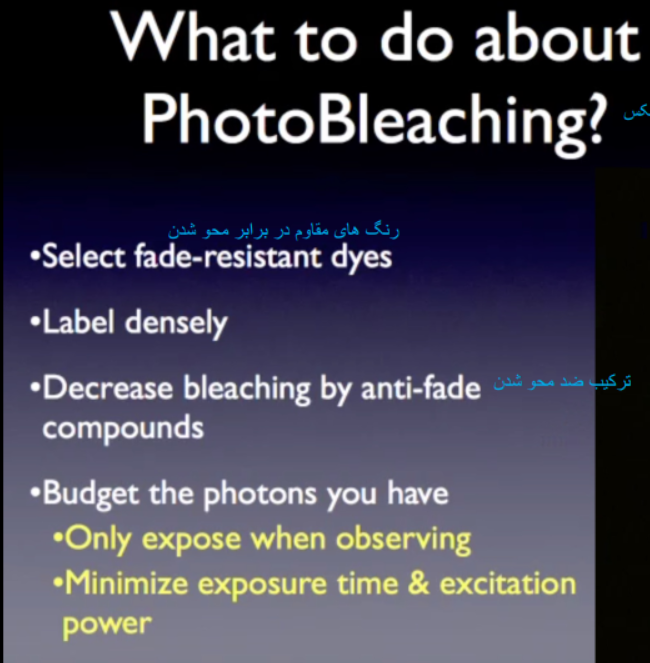 What to do about
PhotoBleaching?
رنگ های مقاوم در برابر محو شدن
•Select fade-resistant dyes
•Label densely
•Decrease bleaching by anti-fade
ترکیب ضد محو شدن
compounds
•Budget the photons you have
•Only expose when observing
•Minimize exposure time & excitation
power